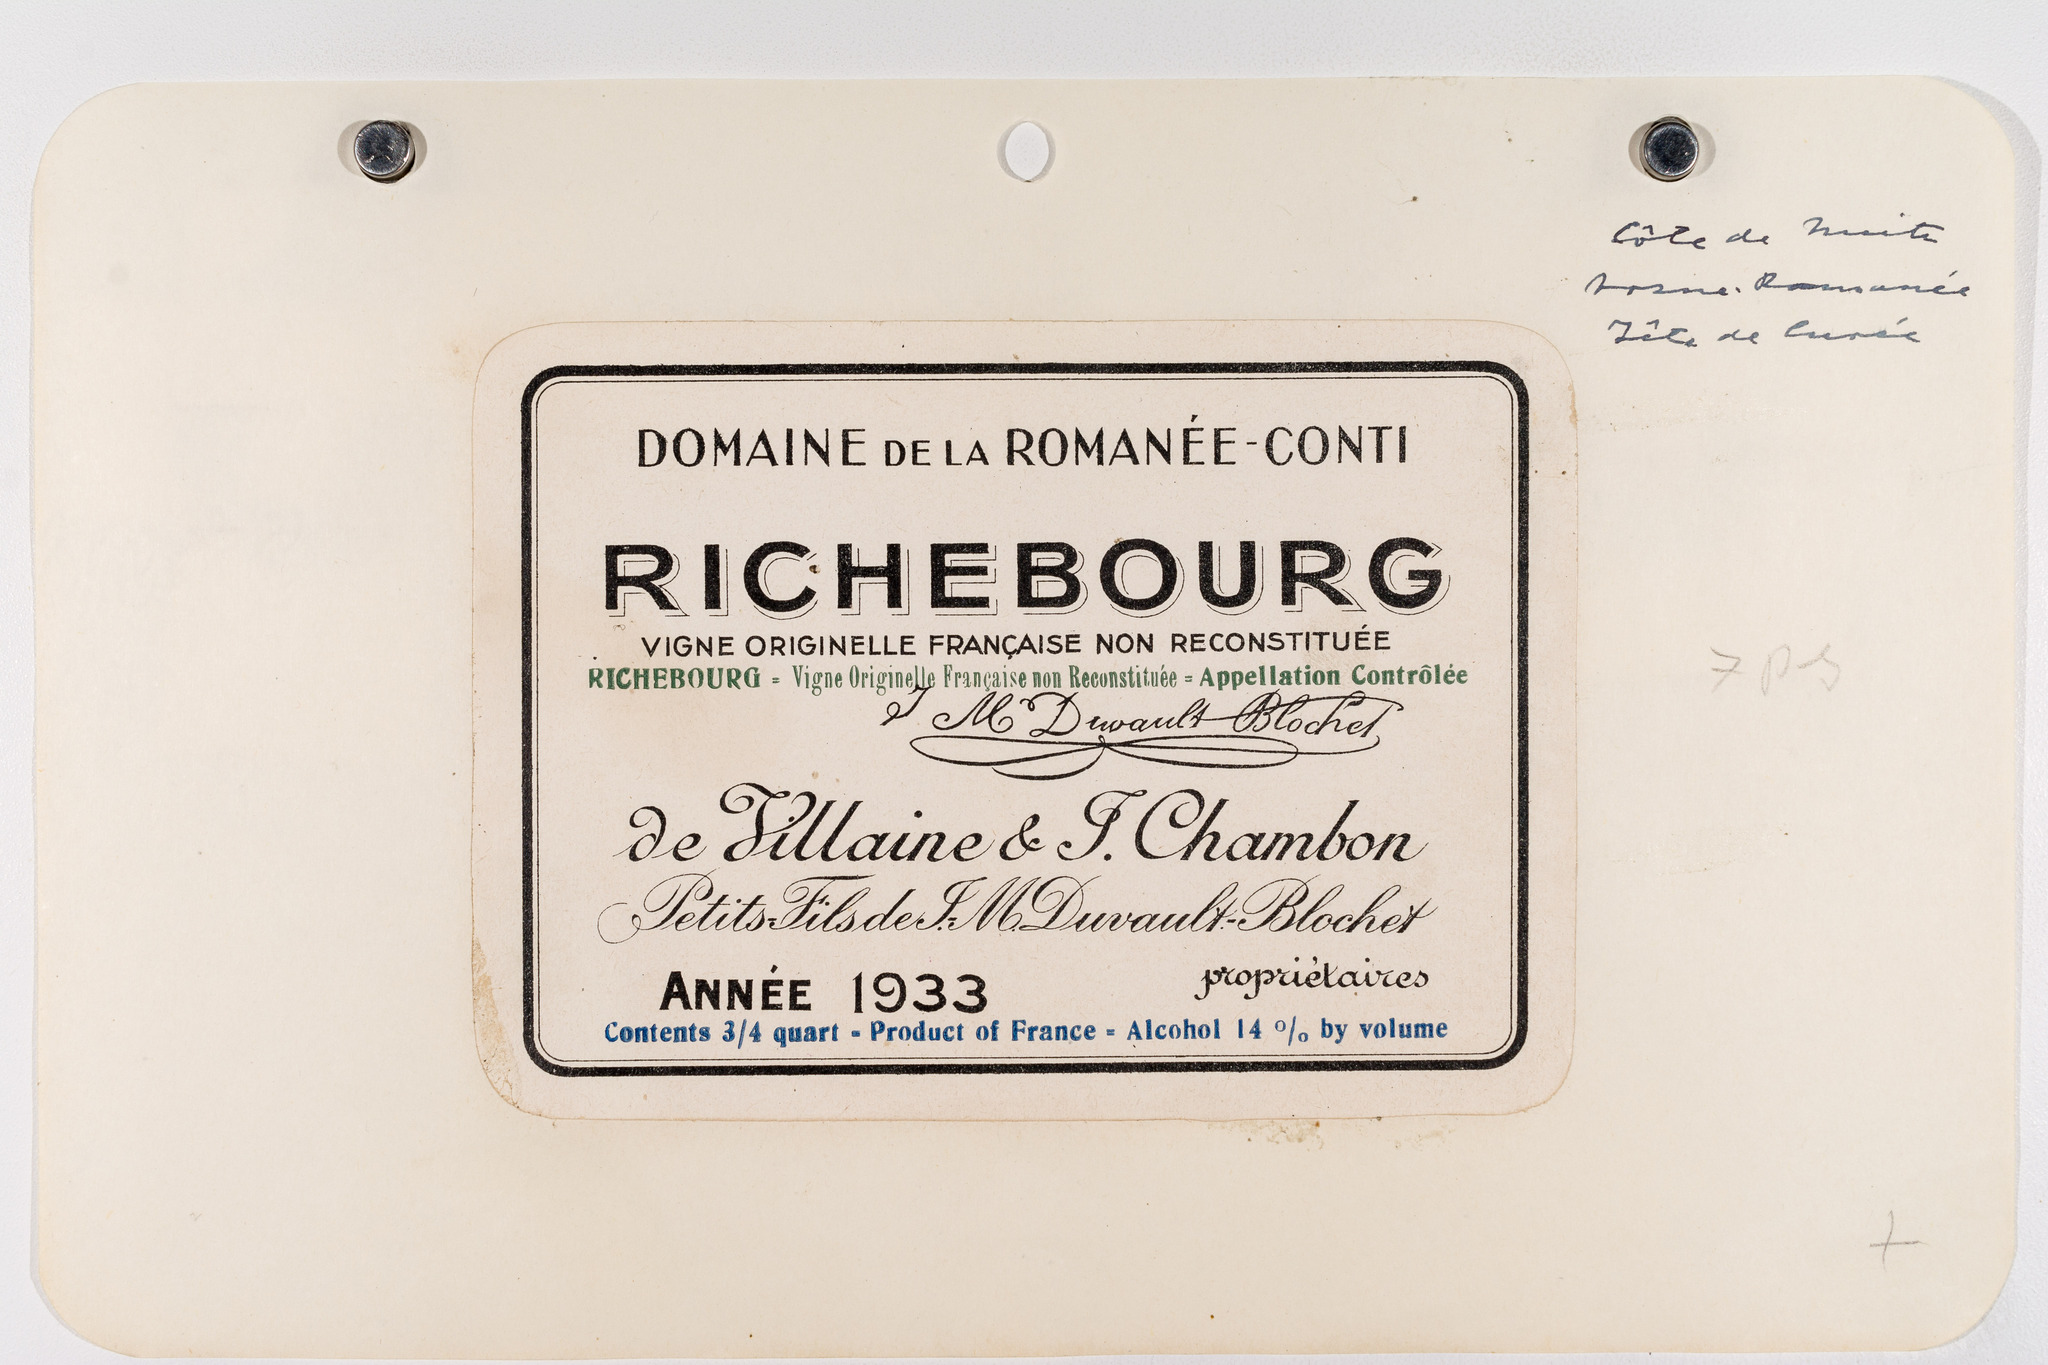 Côte de Nuits
Vosne-Romanée
Tête de Cuvée
DOMAINE DE LA ROMANÉE-CONTI
RICHEBOURG
VIGNE ORIGINELLE FRANÇAISE NON RECONSTITUÉE
RICHEBOURG = Vigne Originelle Française non Reconstituée = Appellation Contrôlée
J Mr Duvault-Blochet
de Villaine & J. Chambon
Petits-Fils de J.-M. Duvault-Blochet
propriétaires
ANNÉE 1933
Contents 3/4 quart - Product of France = Alcohol 14 % by volume